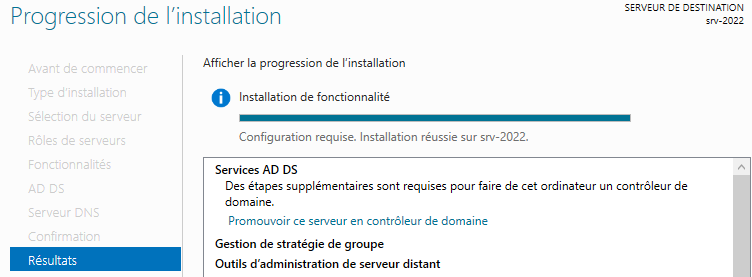 Progression de l’installation
SERVEUR DE DESTINATION
srv-2022
Avant de commencer
Type d'installation
Sélection du serveur
Rôles de serveurs
Fonctionnalités
AD DS
Serveur DNS
Confirmation
Résultats
Afficher la progression de l’installation
Installation de fonctionnalité
Configuration requise. Installation réussie sur srv-2022.
Services AD DS
Des étapes supplémentaires sont requises pour faire de cet ordinateur un contrôleur de
domaine.
Promouvoir ce serveur en contrôleur de domaine
Gestion de stratégie de groupe
Outils d’administration de serveur distant